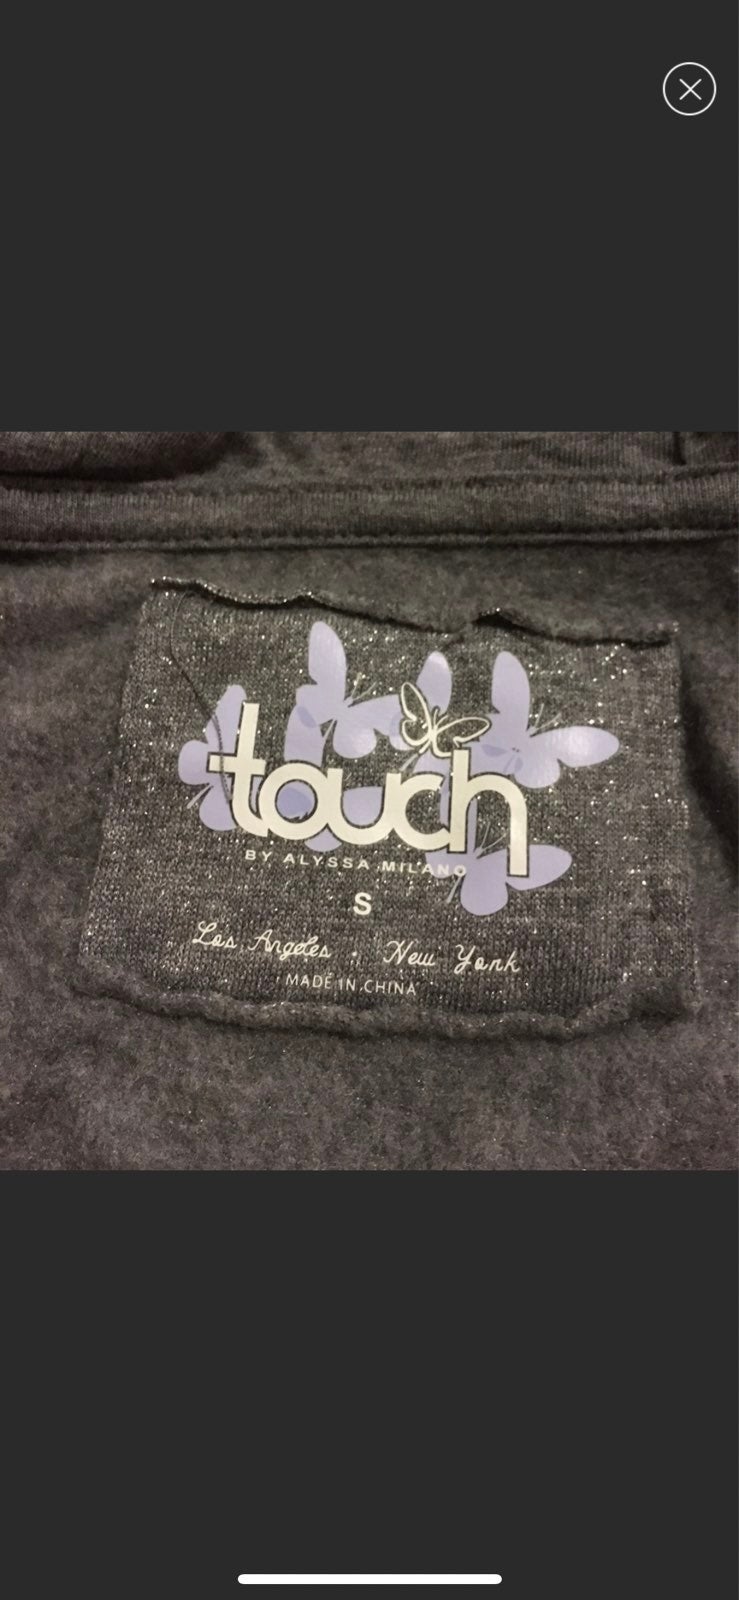 touch
BY ALYSSA MILANO
S
Los Angeles · New York
MADE IN CHINA